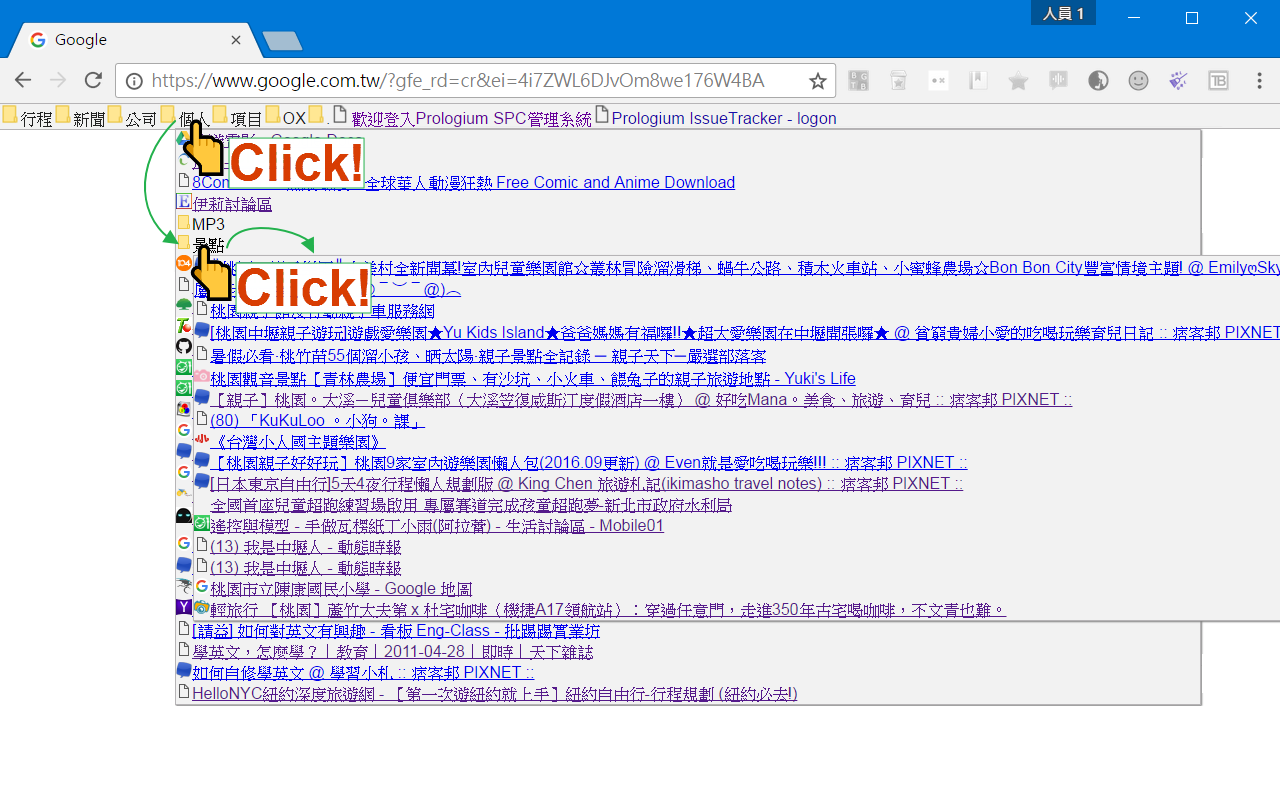 人員 1
Google
https://www.google.com.tw/?gfe_rd=cr&ei=4i7ZWL6DJvOm8we176W4BA
行程 新聞 公司 個人 項目 OX . 歡迎登入Prologium SPC管理系統 Prologium IssueTracker - logon
Google Docs
Click!
8Com 全球華人動漫狂熱 Free Comic and Anime Download
伊莉討論區
MP3
景點
村全新開幕!室內兒童樂園館☆叢林冒險溜滑梯、蝸牛公路、積木火車站、小蜜蜂農場☆Bon Bon City豐富情境主題! @ EmilyღSky
Click!
@)︵
桃園親子館及行動親子車服務網
[桃園中壢親子遊玩]遊戲愛樂園★Yu Kids Island★爸爸媽媽有福囉!!★超大愛樂園在中壢開張囉★ @ 貧窮貴婦小愛的吃喝玩樂育兒日記 :: 痞客邦 PIXNET
暑假必看·桃竹苗55個溜小孩、晒太陽·親子景點全記錄 ─ 親子天下─嚴選部落客
桃園觀音景點【青林農場】便宜門票、有沙坑、小火車、餵兔子的親子旅遊地點 - Yuki's Life
【親子】桃園。大溪－兒童俱樂部（大溪笠復威斯汀度假酒店一樓） @ 好吃Mana。美食、旅遊、育兒 :: 痞客邦 PIXNET ::
(80) 「KuKuLoo 。小狗。課」
《台灣小人國主題樂園》
【桃園親子好好玩】桃園9家室內遊樂園懶人包(2016.09更新) @ Even就是愛吃喝玩樂!!! :: 痞客邦 PIXNET ::
[日本東京自由行]5天4夜行程懶人規劃版 @ King Chen 旅遊札記(ikimasho travel notes) :: 痞客邦 PIXNET ::
全國首座兒童超跑練習場啟用 專屬賽道完成孩童超跑夢-新北市政府水利局
遙控與模型 - 手做瓦楞紙丁小雨(阿拉蕾) - 生活討論區 - Mobile01
(13) 我是中壢人 - 動態時報
(13) 我是中壢人 - 動態時報
桃園市立陳康國民小學 - Google 地圖
輕旅行 【桃園】蘆竹大夫第 x 杜宅咖啡（機捷A17領航站）：穿過任意門，走進350年古宅喝咖啡，不文青也難。
[請益] 如何對英文有興趣 - 看板 Eng-Class - 批踢踢實業坊
學英文，怎麼學？｜教育｜2011-04-28｜即時｜天下雜誌
如何自修學英文 @ 學習小札 :: 痞客邦 PIXNET ::
HelloNYC紐約深度旅遊網 - 【第一次遊紐約就上手】紐約自由行-行程規劃 (紐約必去!)